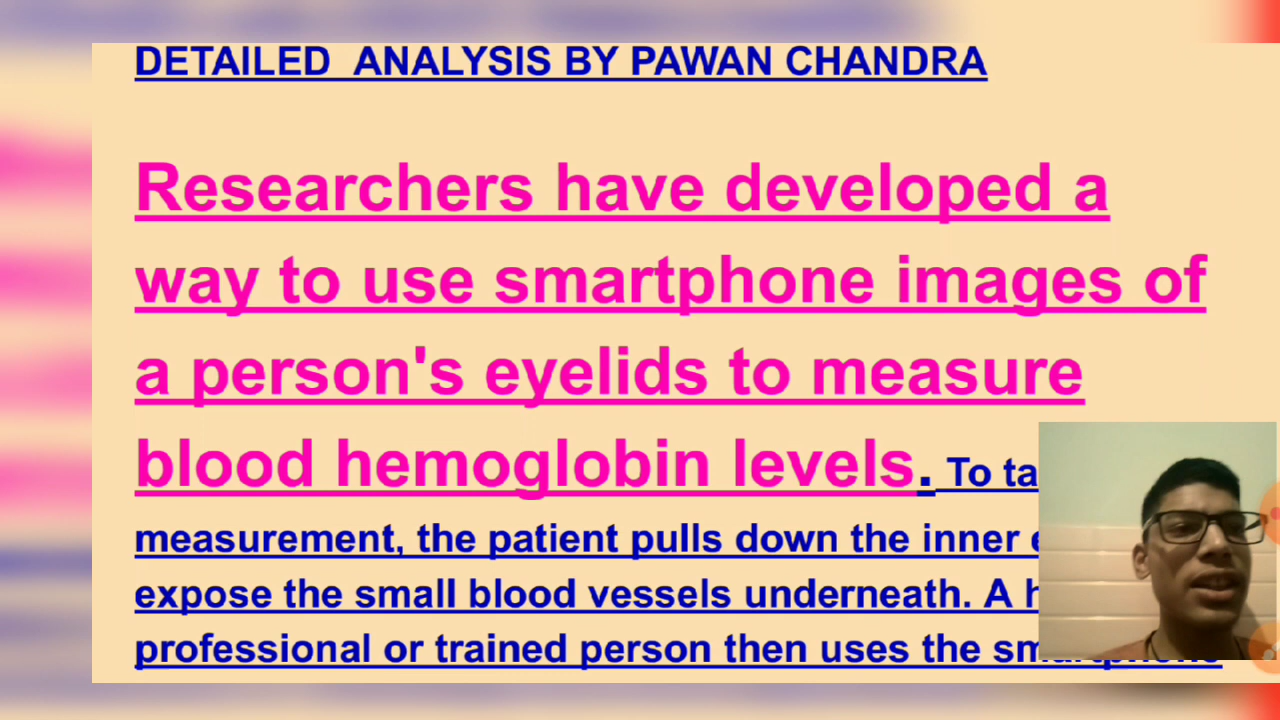 DETAILED ANALYSIS BY PAWAN CHANDRA
Researchers have developed a
way to use smartphone images of
a person's eyelids to measure
blood hemoglobin levels. To
measurement, the patient pulls down the inner
expose the small blood vessels underneath. A
professional or trained person then uses the smartphone